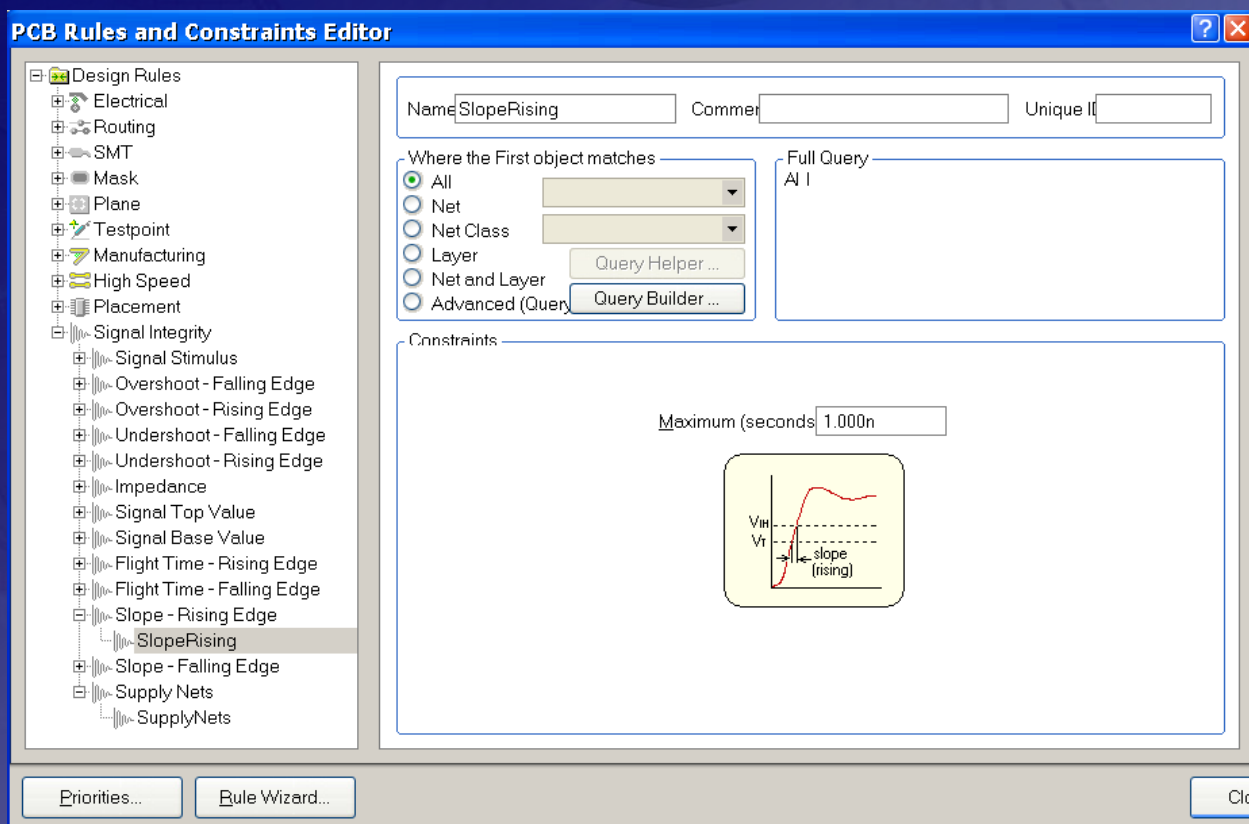 PCB Rules and Constraints Editor
Design Rules
Electrical
Routing
SMT
Mask
Plane
Testpoint
Manufacturing
High Speed
Placement
Signal Integrity
Signal Stimulus
Overshoot - Falling Edge
Overshoot - Rising Edge
Undershoot - Falling Edge
Undershoot - Rising Edge
Impedance
Signal Top Value
Signal Base Value
Flight Time - Rising Edge
Flight Time - Falling Edge
Slope - Rising Edge
SlopeRising
Slope - Falling Edge
Supply Nets
SupplyNets
Name SlopeRising Commer Unique ID
Where the First object matches
All
Net
Net Class
Layer
Net and Layer
Advanced (Query
Query Helper ...
Query Builder ...
Full Query
All
Constraints
Maximum (seconds 1.000n
VIH
VT
slope
(rising)
Priorities... Rule Wizard... Clo